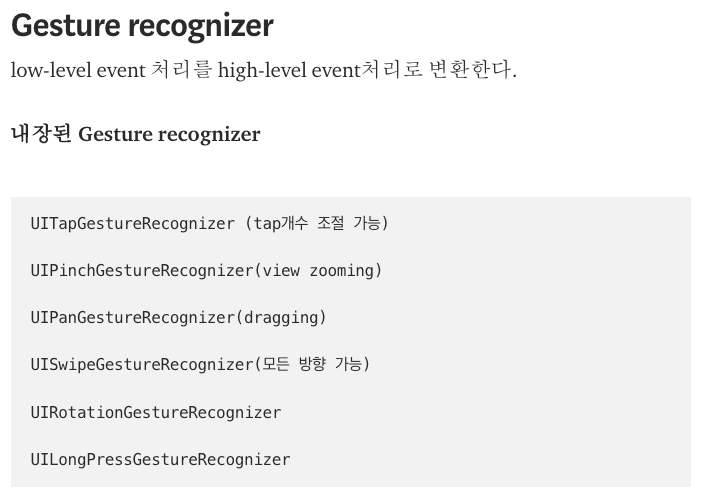 Gesture recognizer
low-level event 처리를 high-level event처리로 변환한다.
내장된 Gesture recognizer
UITapGestureRecognizer (tap개수 조절 가능)
UIPinchGestureRecognizer(view zooming)
UIPanGestureRecognizer(dragging)
UISwipeGestureRecognizer(모든 방향 가능)
UIRotationGestureRecognizer
UILongPressGestureRecognizer